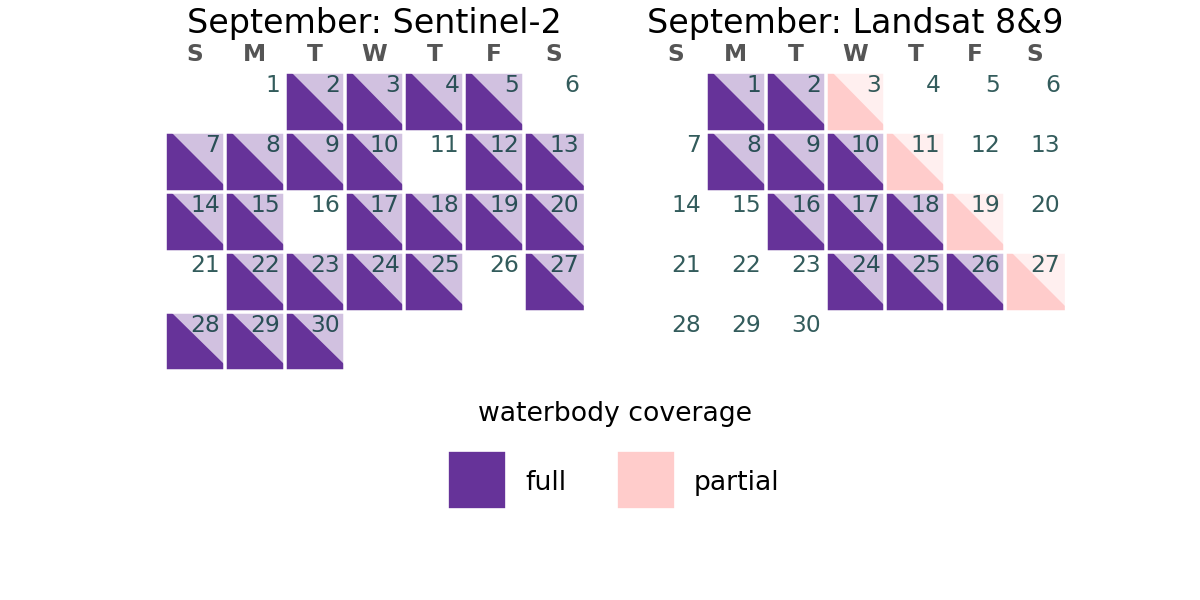 September: Sentinel-2
S M T W T F S
1 2 3 4 5 6
7 8 9 10 11 12 13
14 15 16 17 18 19 20
21 22 23 24 25 26 27
28 29 30
September: Landsat 8&9
S M T W T F S
1 2 3 4 5 6
7 8 9 10 11 12 13
14 15 16 17 18 19 20
21 22 23 24 25 26 27
28 29 30
waterbody coverage
full partial